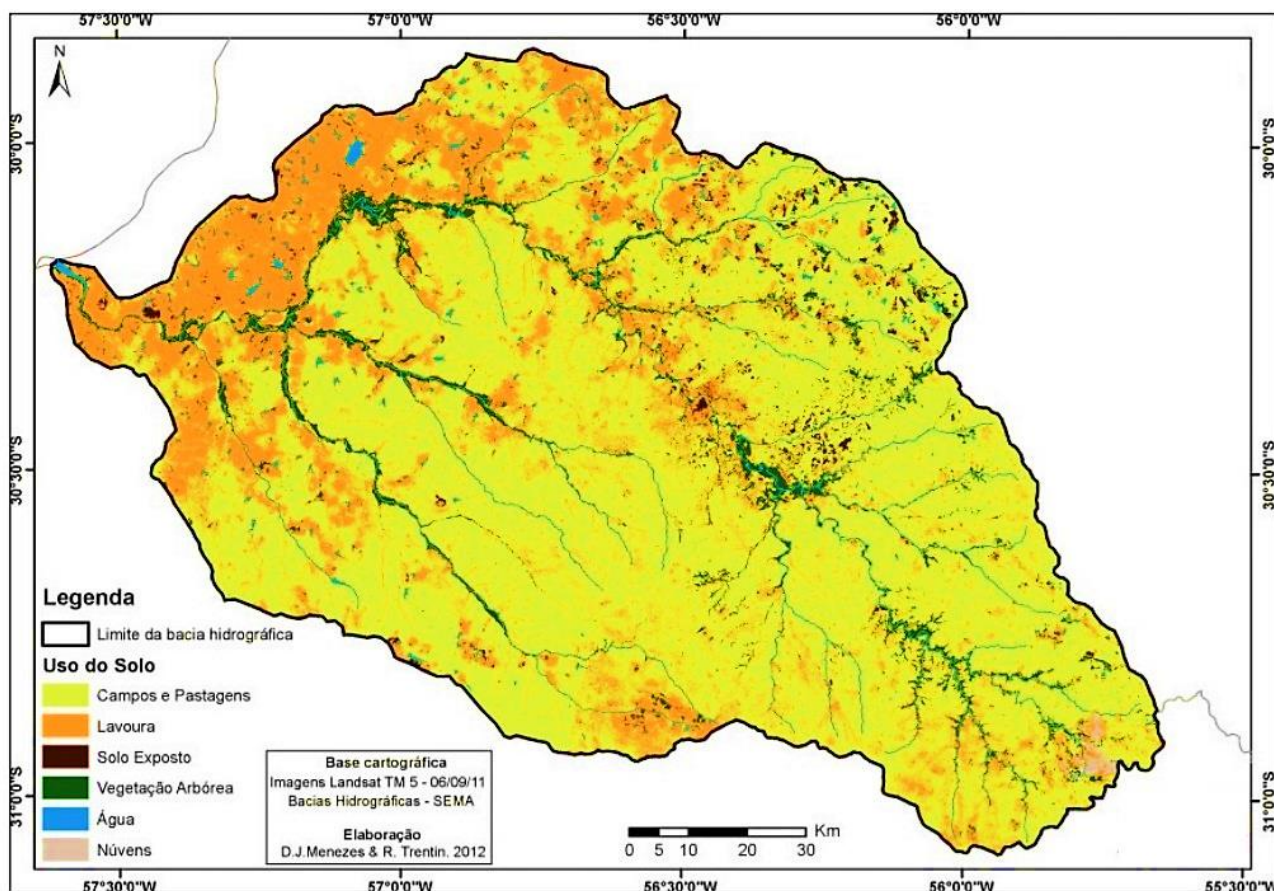 57°30'0"W 57°0'0"W 56°30'0"W 56°0'0"W
N
30°0'0"S 30°0'0"S
30°30'0"S 30°30'0"S
31°0'0"S 31°0'0"S
Legenda
Limite da bacia hidrográfica
Uso do Solo
Campos e Pastagens
Lavoura
Solo Exposto
Vegetação Arbórea
Água
Núvens
Base cartográfica
Imagens Landsat TM 5 - 06/09/11
Bacias Hidrográficas - SEMA
Elaboração
D.J.Menezes & R. Trentin. 2012
Km
0 5 10 20 30
57°30'0"W 57°0'0"W 56°30'0"W 56°0'0"W 55°30'0"W